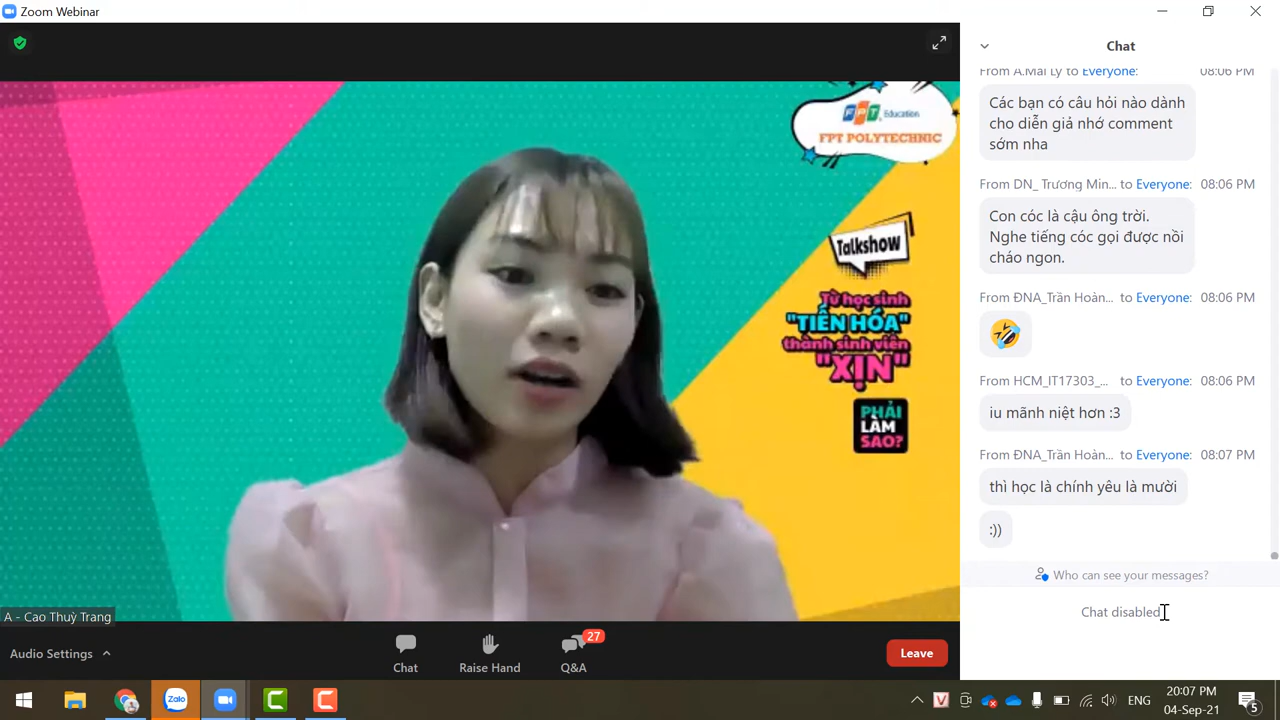 Zoom Webinar
FPT Education
FPT POLYTECHNIC
Talkshow
Từ học sinh
"TIẾN HÓA"
thành sinh viên
"XỊN"
PHẢI
LÀM
SAO?
A - Cao Thuỳ Trang
Audio Settings
Chat
Raise Hand
27
Q&A
Leave
Chat
From A.Mai Ly to Everyone: 08:06 PM
Các bạn có câu hỏi nào dành
cho diễn giả nhớ comment
sớm nha
From DN_ Trương Min... to Everyone: 08:06 PM
Con cóc là cậu ông trời.
Nghe tiếng cóc gọi được nồi
cháo ngon.
From ĐNA_Trần Hoàn... to Everyone: 08:06 PM
From HCM_IT17303_... to Everyone: 08:06 PM
iu mãnh niệt hơn :3
From ĐNA_Trần Hoàn... to Everyone: 08:07 PM
thì học là chính yêu là mười
:))
Who can see your messages?
Chat disabled
Zalo
ENG
20:07 PM
04-Sep-21
5